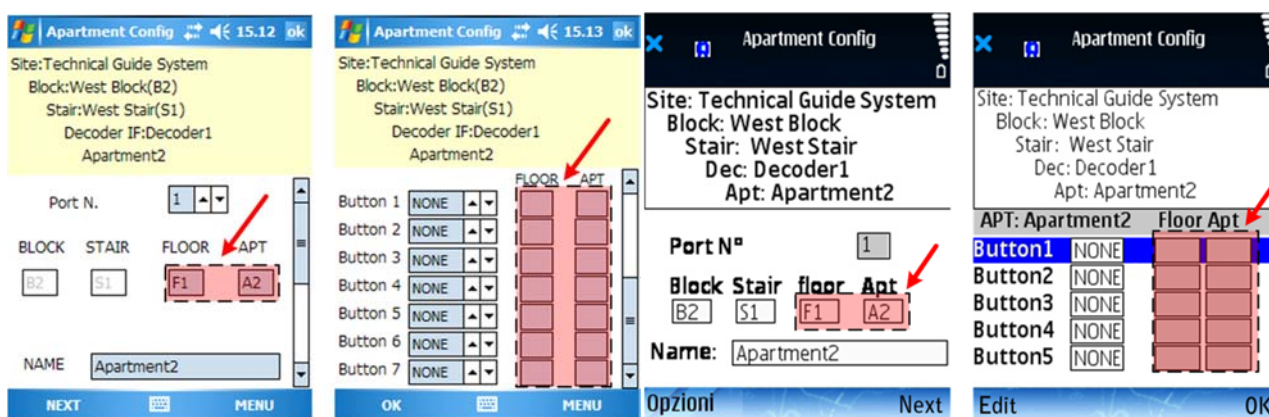 Apartment Config 15.12 ok
Site:Technical Guide System
Block:West Block(B2)
Stair:West Stair(S1)
Decoder IF:Decoder1
Apartment2
Port N. 1
BLOCK STAIR FLOOR APT
B2 S1 F1 A2
NAME Apartment2
NEXT MENU
Apartment Config 15.13 ok
Site:Technical Guide System
Block:West Block(B2)
Stair:West Stair(S1)
Decoder IF:Decoder1
Apartment2
FLOOR APT
Button 1 NONE
Button 2 NONE
Button 3 NONE
Button 4 NONE
Button 5 NONE
Button 6 NONE
Button 7 NONE
OK MENU
Apartment Config
Site: Technical Guide System
Block: West Block
Stair: West Stair
Dec: Decoder1
Apt: Apartment2
Port Nº 1
Block Stair floor Apt
B2 S1 F1 A2
Name: Apartment2
Opzioni Next
Apartment Config
Site: Technical Guide System
Block: West Block
Stair: West Stair
Dec: Decoder1
Apt: Apartment2
APT: Apartment2 Floor Apt
Button1 NONE
Button2 NONE
Button3 NONE
Button4 NONE
Button5 NONE
Edit OK